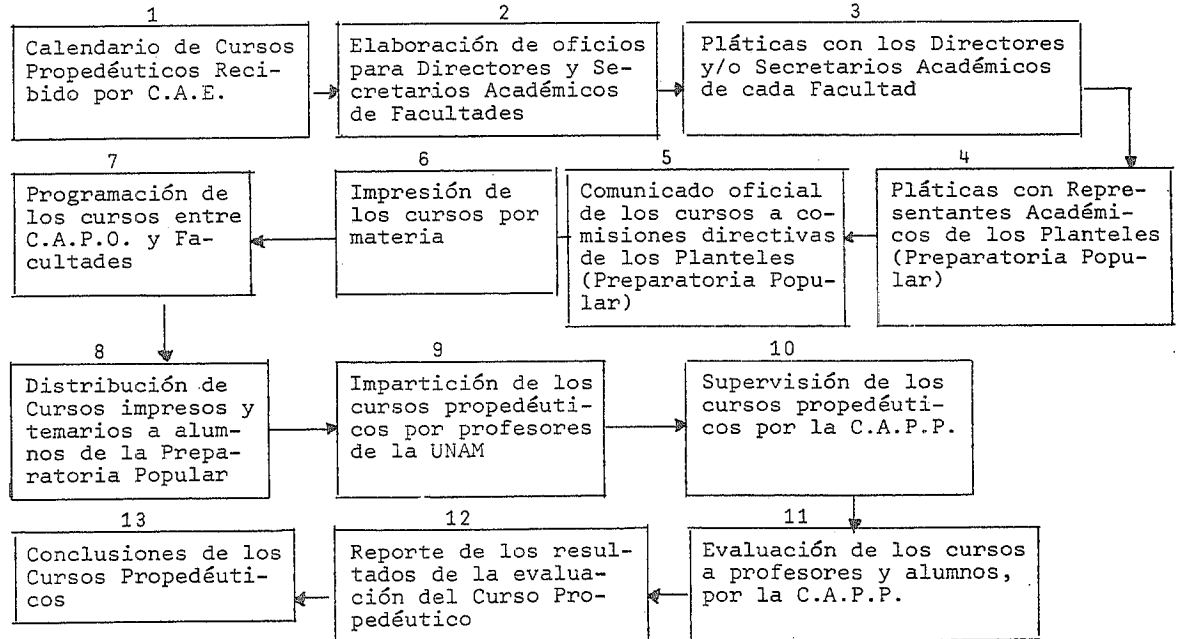 1
Calendario de Cursos
Propedéuticos Reci-
bido por C.A.E.
2
Elaboración de oficios
para Directores y Se-
cretarios Académicos
de Facultades
3
Pláticas con los Directores
y/o Secretarios Académicos
de cada Facultad
4
Pláticas con Repre-
sentantes Académi-
cos de los Planteles
(Preparatoria Popu-
lar)
5
Comunicado oficial
de los cursos a co-
misiones directivas
de los Planteles
(Preparatoria Popu-
lar)
6
Impresión de
los cursos por
materia
7
Programación de
los cursos entre
C.A.P.O. y Fa-
cultades
8
Distribución de
Cursos impresos y
temarios a alum-
nos de la Prepa-
ratoria Popular
9
Impartición de los
cursos propedéuti-
cos por profesores
de la UNAM
10
Supervisión de los
cursos propedéuti-
cos por la C.A.P.P.
11
Evaluación de los cursos
a profesores y alumnos,
por la C.A.P.P.
12
Reporte de los resul-
tados de la evalua-
ción del Curso Pro-
pedéutico
13
Conclusiones de los
Cursos Propedéuti-
cos